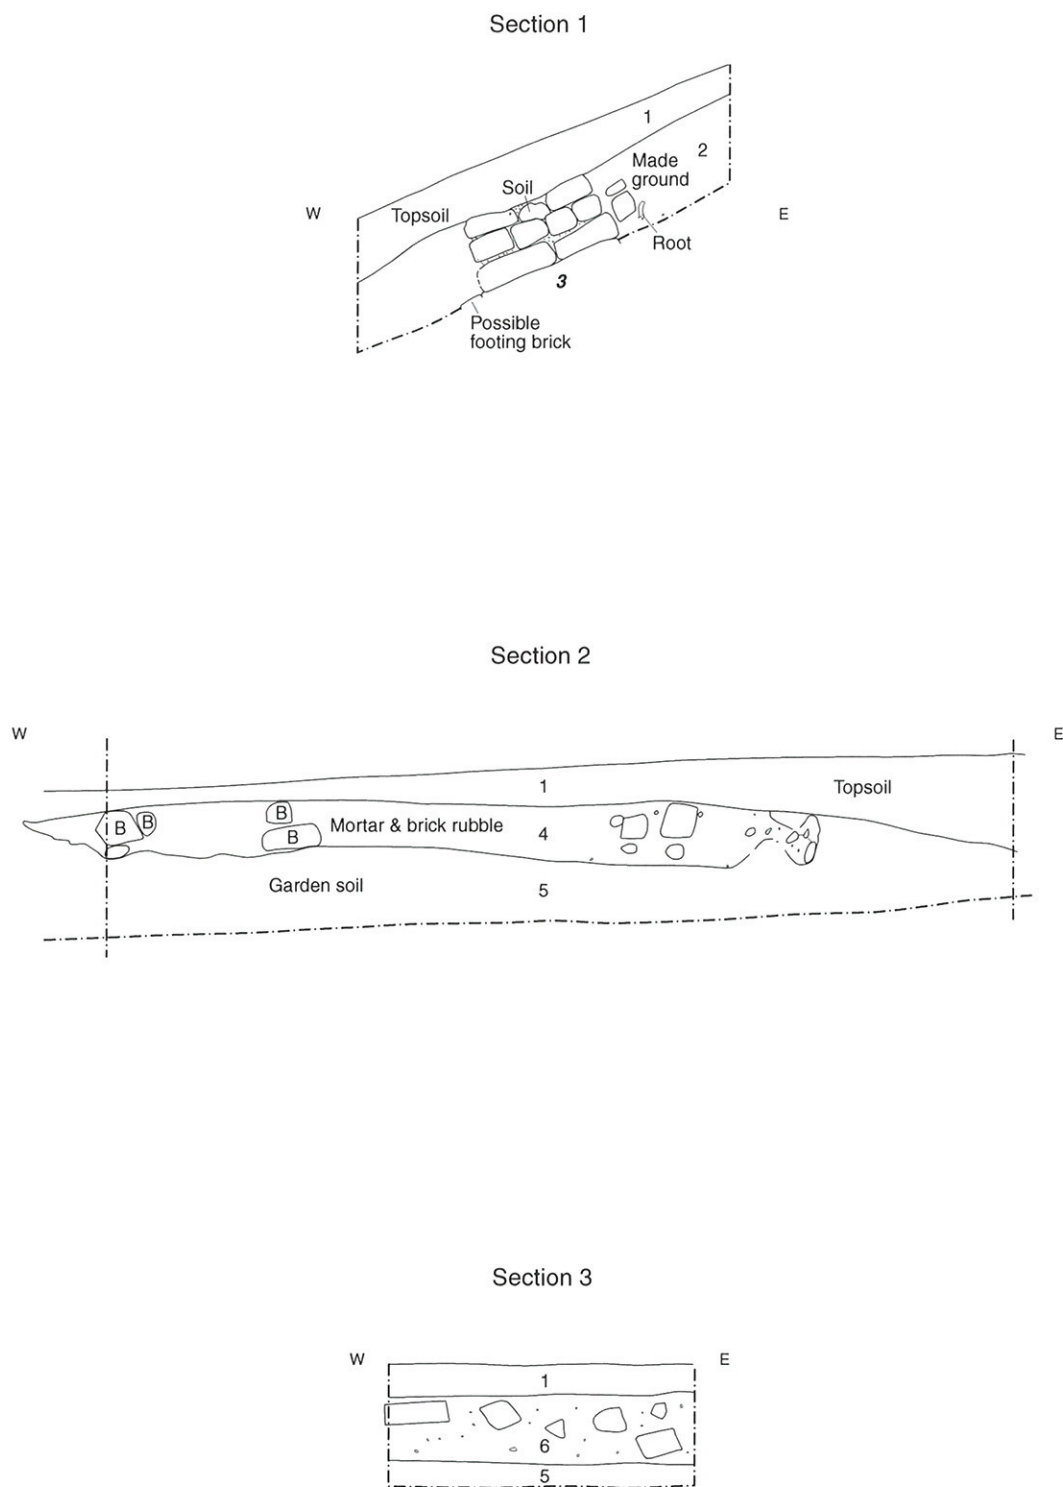 Section 1
1
2
Made
ground
Soil
W
Topsoil
E
Root
3
Possible
footing brick
Section 2
W
E
1
Topsoil
B
B
B
B
Mortar & brick rubble
4
Garden soil
5
Section 3
W
E
1
6
5